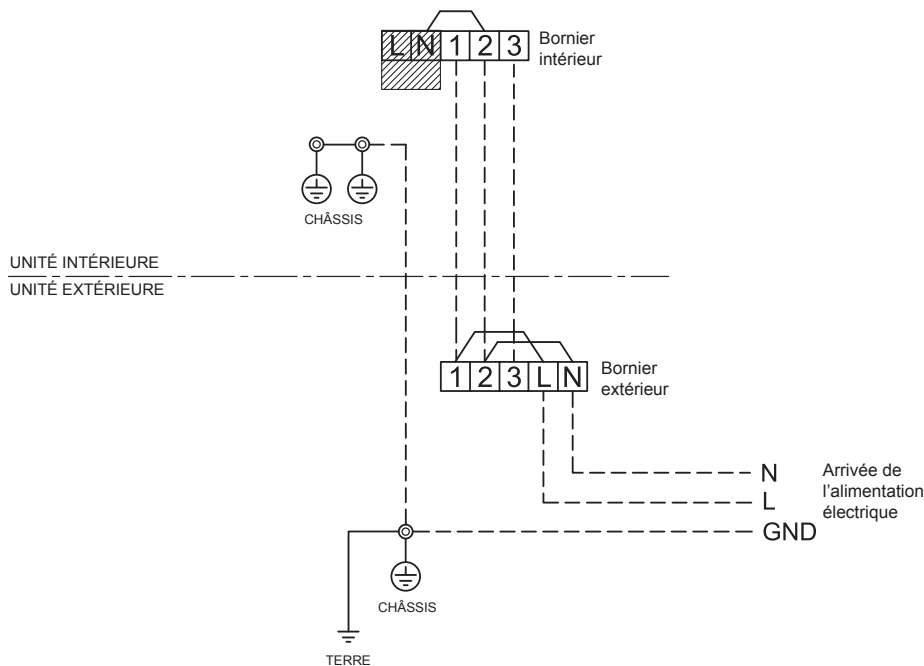 L N 1 2 3
Bornier
intérieur
CHÂSSIS
UNITÉ INTÉRIEURE
UNITÉ EXTÉRIEURE
1 2 3 L N
Bornier
extérieur
N
L
GND
Arrivée de
l'alimentation
électrique
CHÂSSIS
TERRE